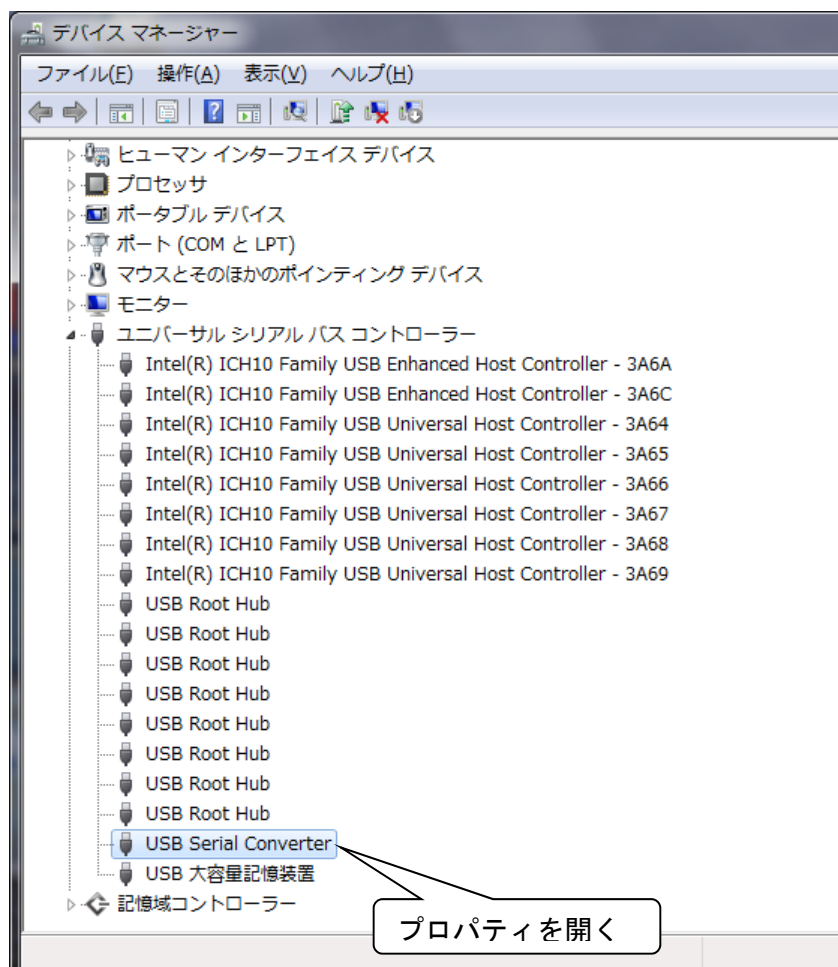 デバイス マネージャー
ファイル(F) 操作(A) 表示(V) ヘルプ(H)
ヒューマン インターフェイス デバイス
プロセッサ
ポータブル デバイス
ポート (COM と LPT)
マウスとそのほかのポインティング デバイス
モニター
ユニバーサル シリアル バス コントローラー
Intel(R) ICH10 Family USB Enhanced Host Controller - 3A6A
Intel(R) ICH10 Family USB Enhanced Host Controller - 3A6C
Intel(R) ICH10 Family USB Universal Host Controller - 3A64
Intel(R) ICH10 Family USB Universal Host Controller - 3A65
Intel(R) ICH10 Family USB Universal Host Controller - 3A66
Intel(R) ICH10 Family USB Universal Host Controller - 3A67
Intel(R) ICH10 Family USB Universal Host Controller - 3A68
Intel(R) ICH10 Family USB Universal Host Controller - 3A69
USB Root Hub
USB Root Hub
USB Root Hub
USB Root Hub
USB Root Hub
USB Root Hub
USB Root Hub
USB Root Hub
USB Serial Converter
USB 大容量記憶装置
記憶域コントローラー
プロパティを開く